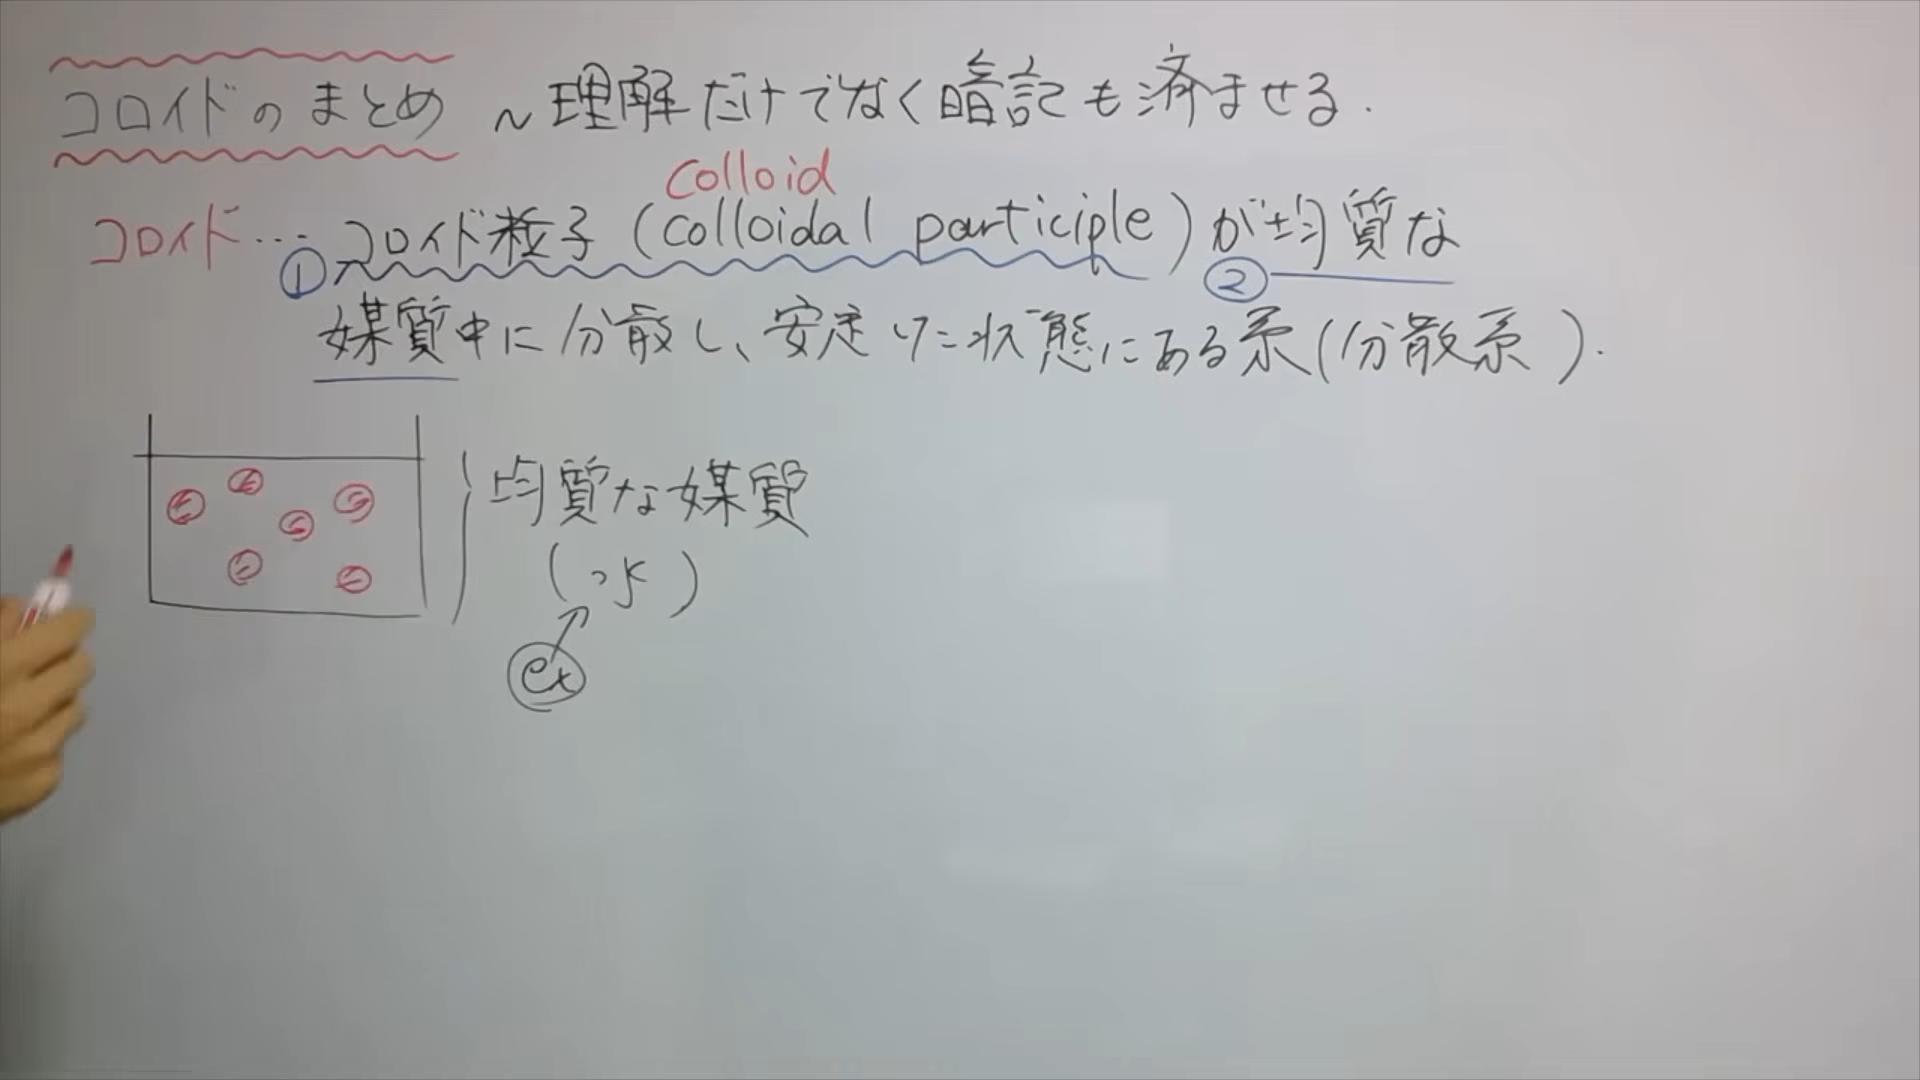 コロイドのまとめ ~理解だけでなく暗記も済ませる.
colloid
コロイド… コロイド粒子(colloidal participle)が均質な
① ②
媒質中に分散し、安定した状態にある系(分散系).
均質な媒質
(水)
ex